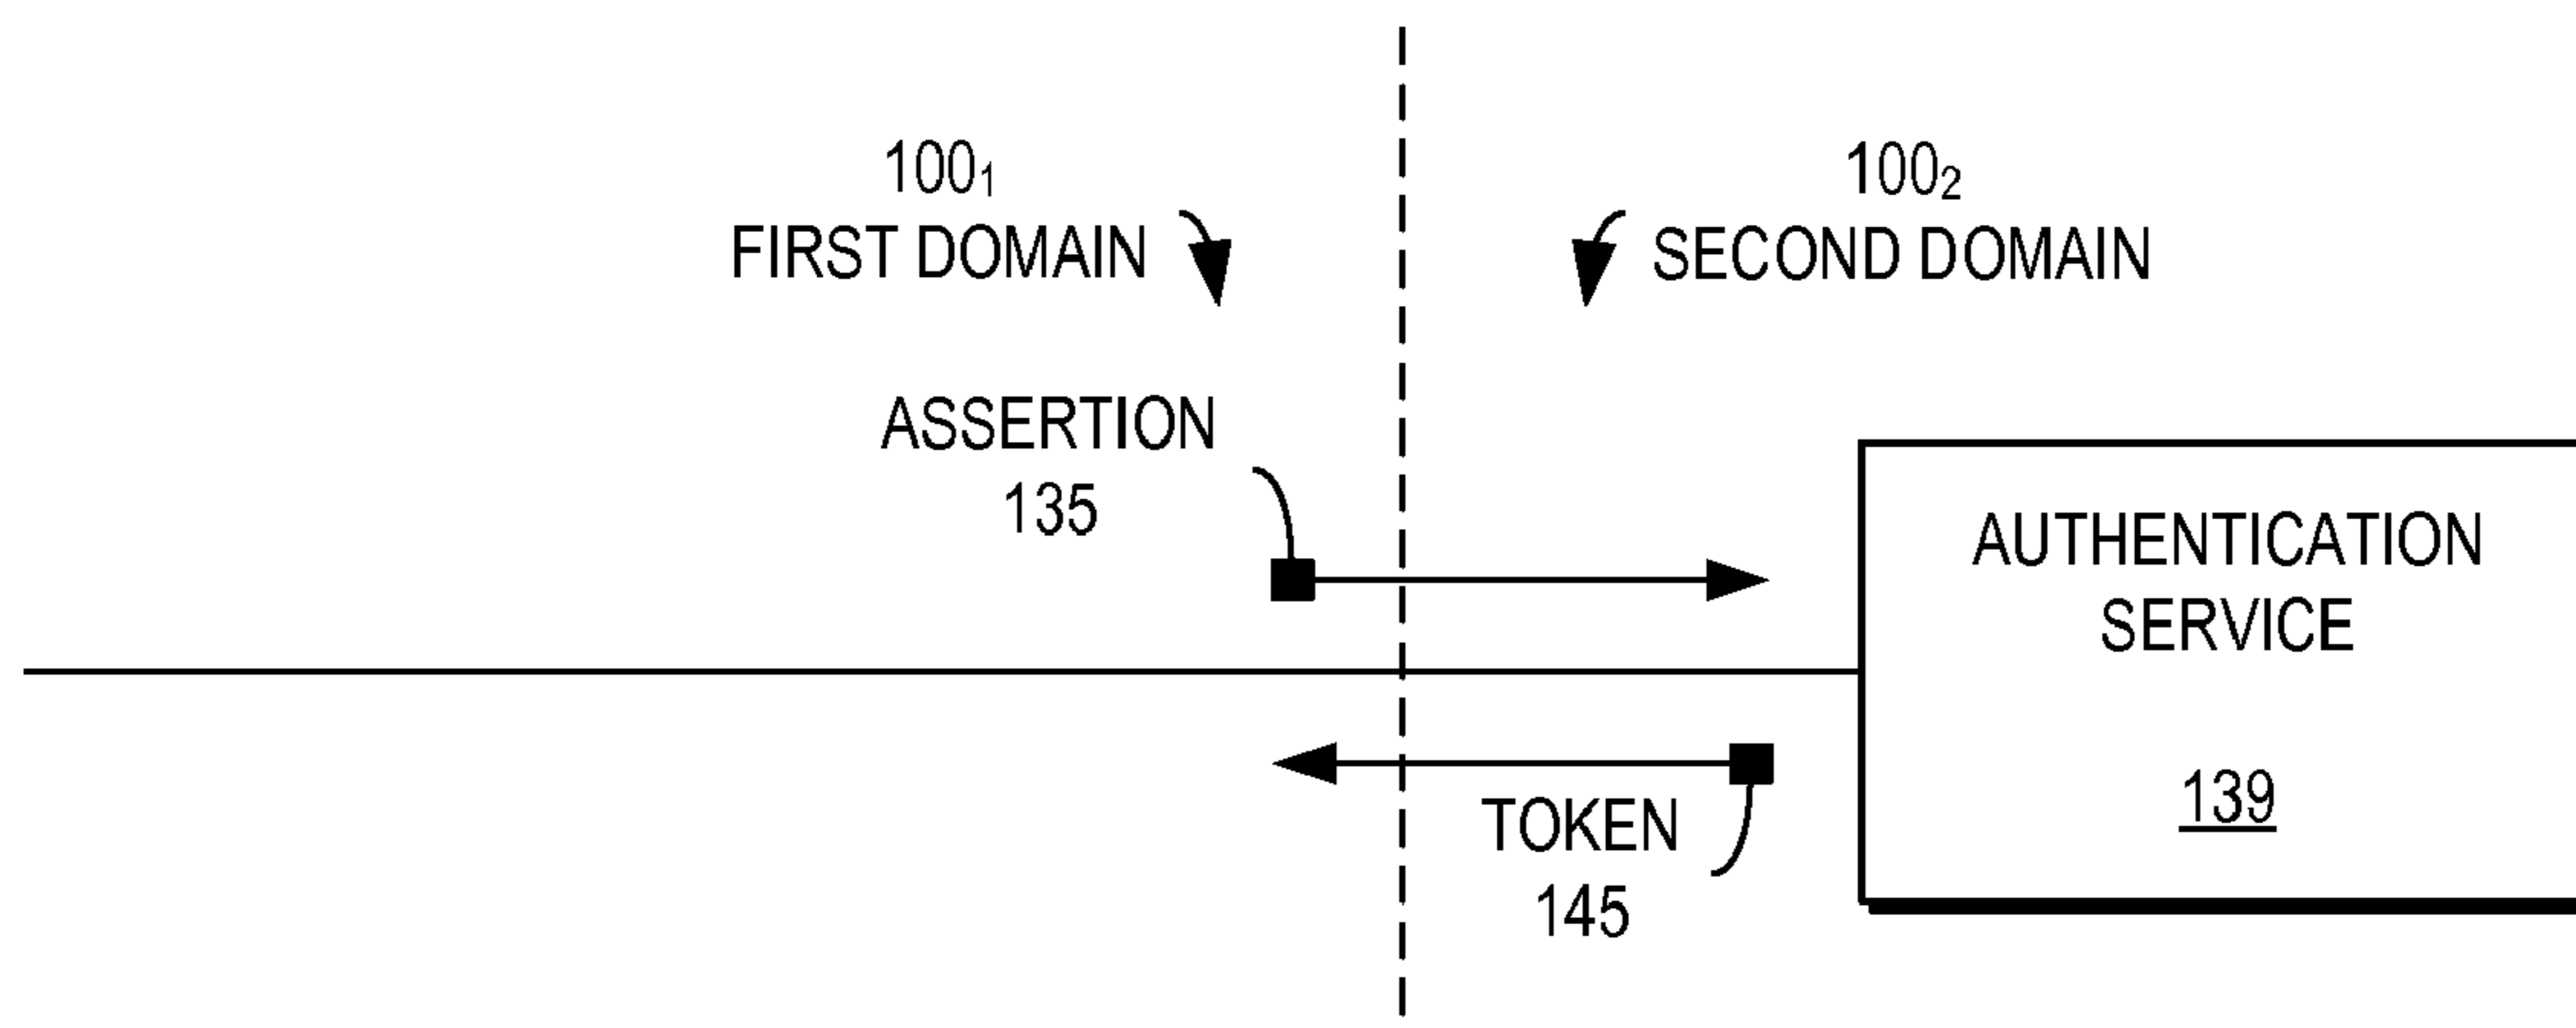 100₁
FIRST DOMAIN
100₂
SECOND DOMAIN
ASSERTION
135
AUTHENTICATION
SERVICE
139
TOKEN
145